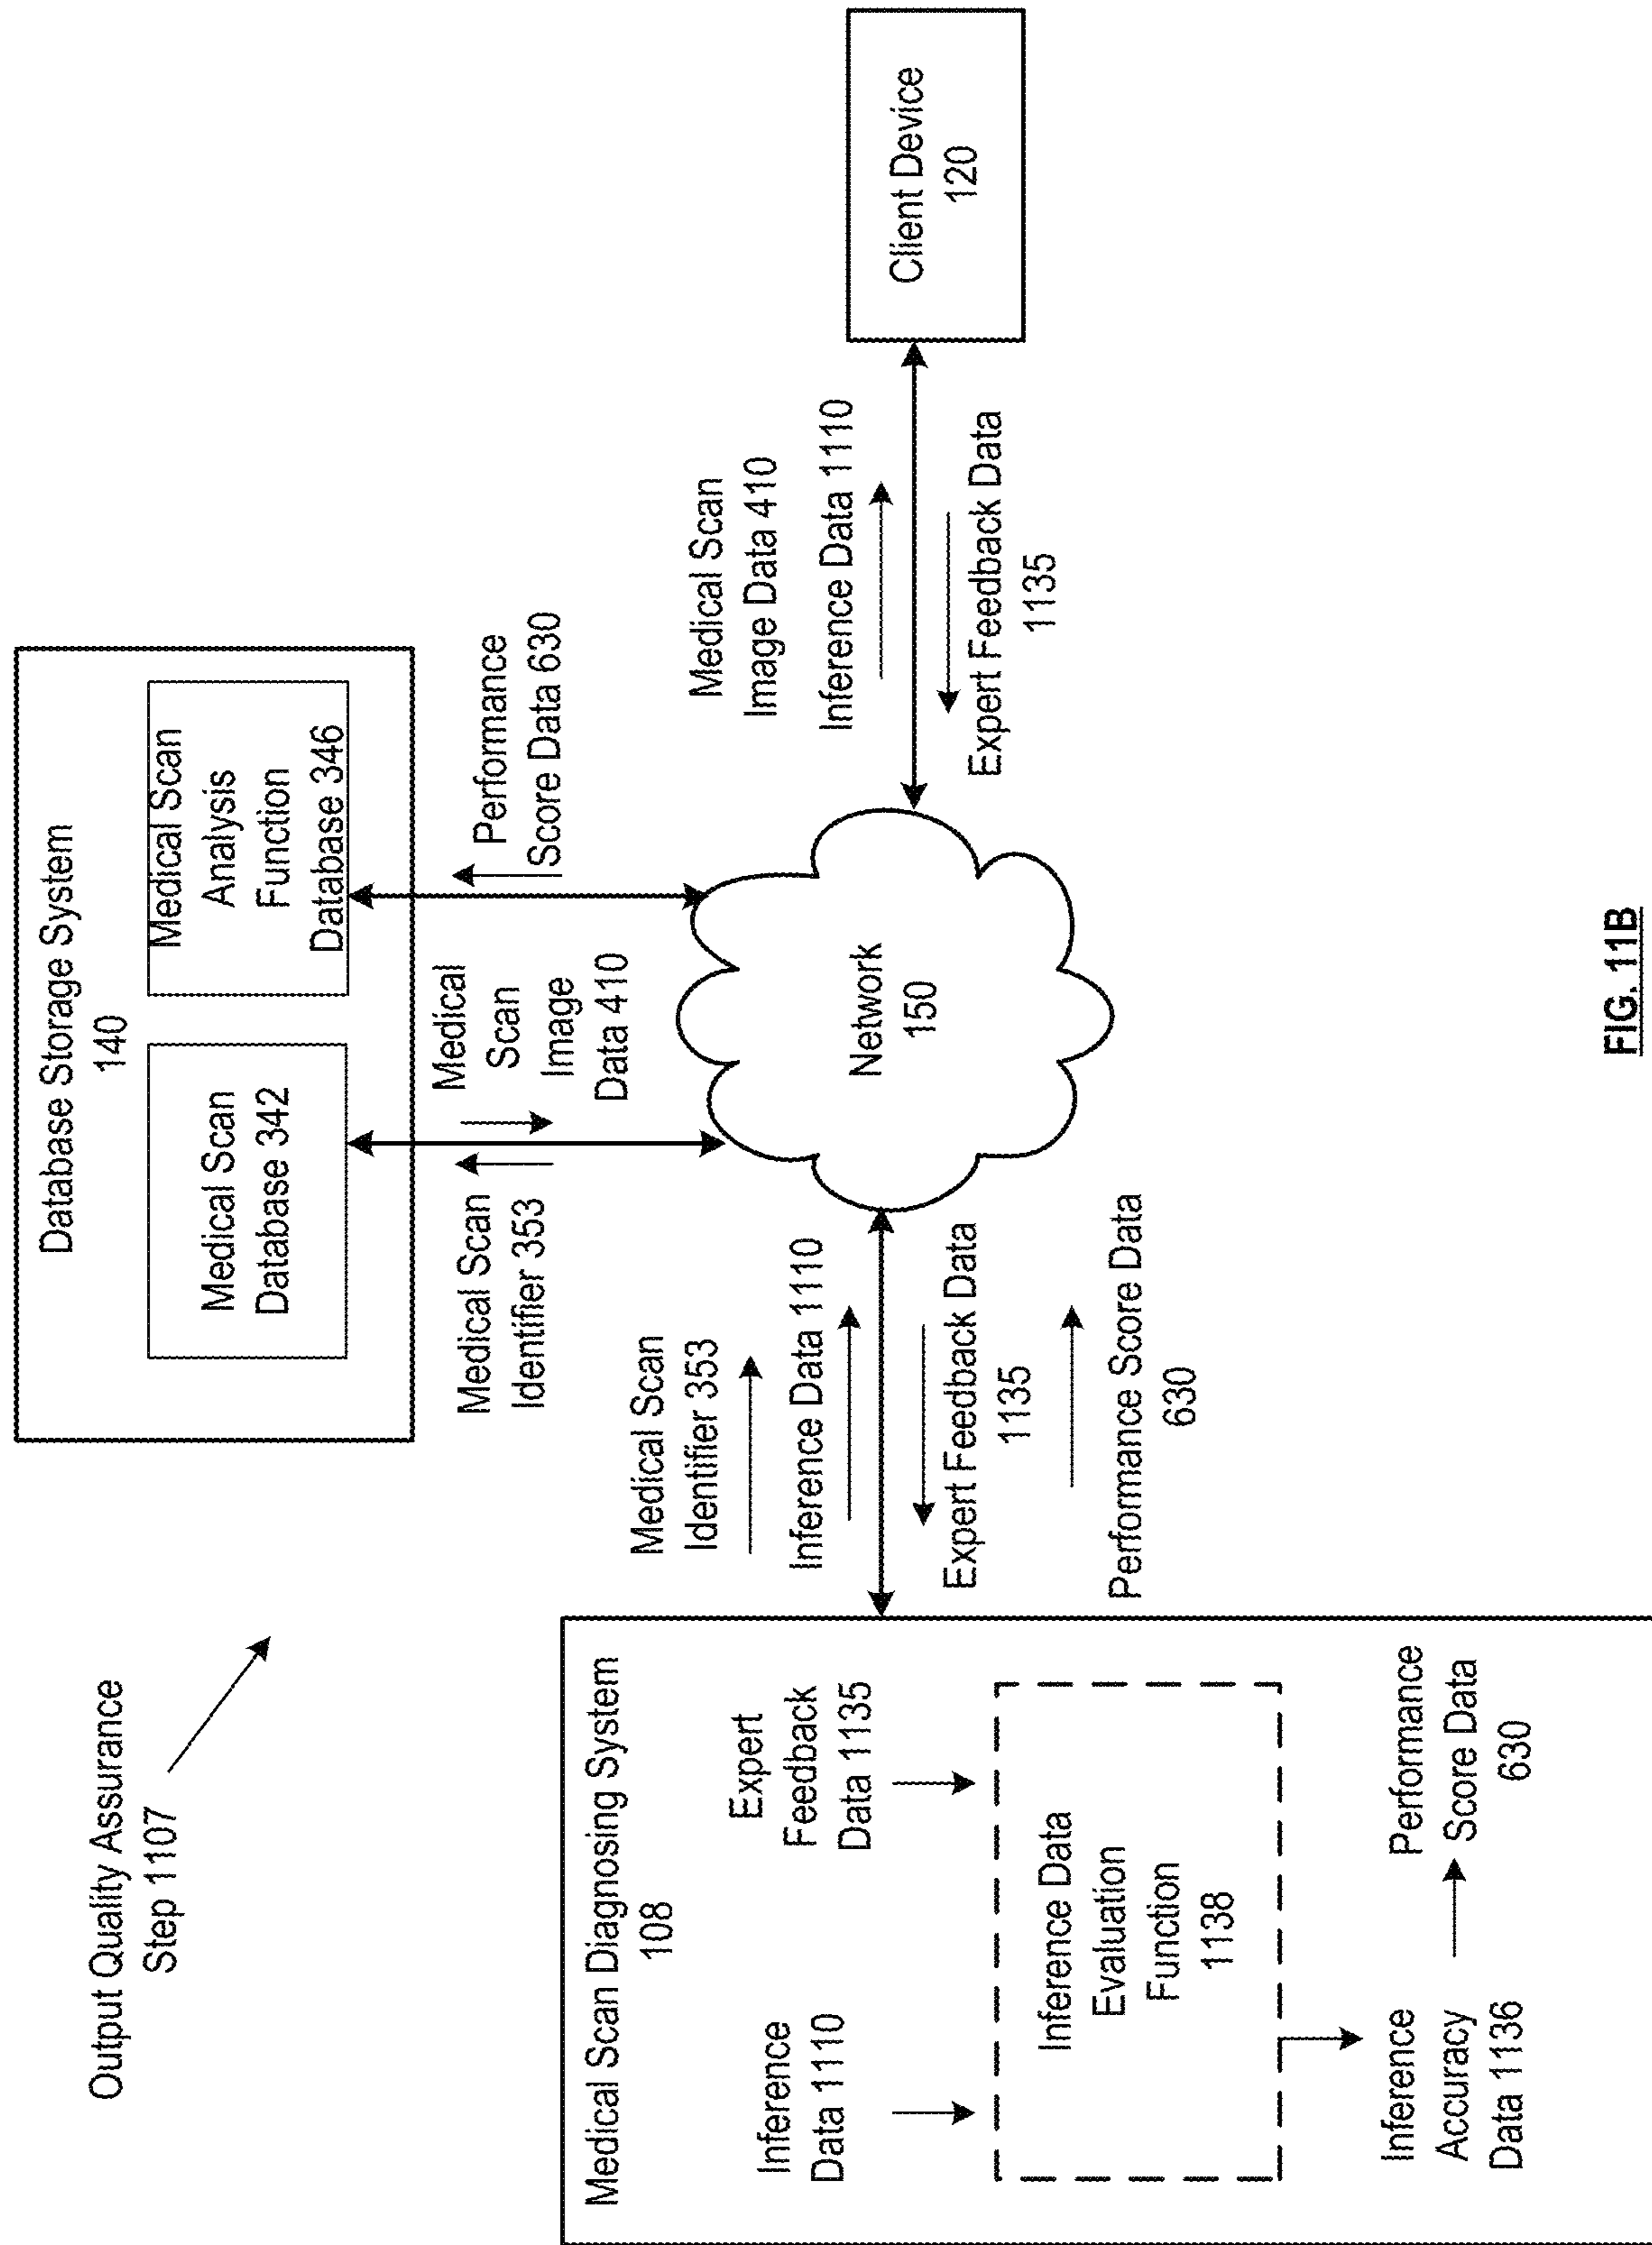 Output Quality Assurance
Step 1107
Database Storage System
140
Medical Scan
Database 342
Medical Scan
Analysis
Function
Database 346
Medical Scan
Identifier 353
Medical
Scan
Image
Data 410
Performance
Score Data 630
Medical Scan Diagnosing System
108
Inference
Data 1110
Expert
Feedback
Data 1135
Inference Data
Evaluation
Function
1138
Inference
Accuracy
Data 1136
Performance
Score Data
630
Medical Scan
Identifier 353
Inference Data 1110
Expert Feedback Data
1135
Performance Score Data
630
Network
150
Medical Scan
Image Data 410
Inference Data 1110
Expert Feedback Data
1135
Client Device
120
FIG. 11B